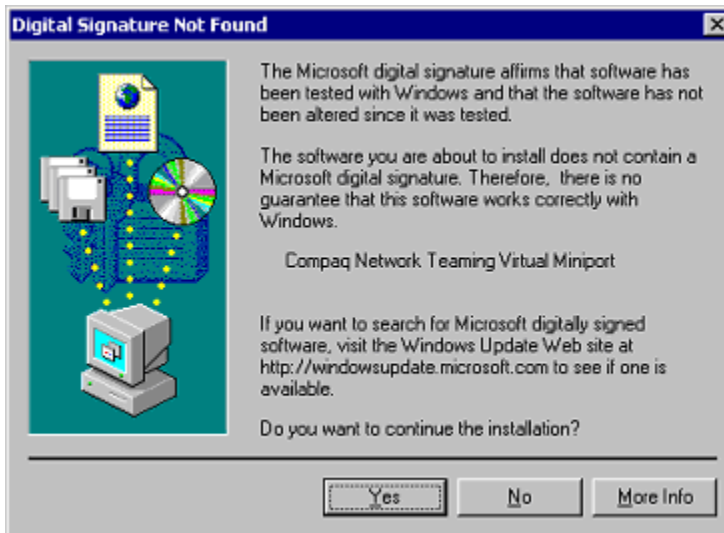 Digital Signature Not Found
The Microsoft digital signature affirms that software has
been tested with Windows and that the software has not
been altered since it was tested.
The software you are about to install does not contain a
Microsoft digital signature. Therefore, there is no
guarantee that this software works correctly with
Windows.
Compaq Network Teaming Virtual Miniport
If you want to search for Microsoft digitally signed
software, visit the Windows Update Web site at
http://windowsupdate.microsoft.com to see if one is
available.
Do you want to continue the installation?
Yes No More Info